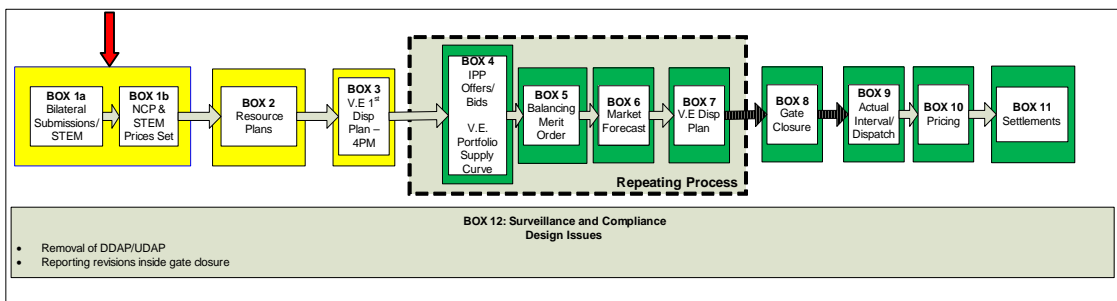 BOX 1a
Bilateral
Submissions/
STEM
BOX 1b
NCP &
STEM
Prices Set
BOX 2
Resource
Plans
BOX 3
V.E 1st
Disp
Plan –
4PM
BOX 4
IPP
Offers/
Bids
V.E.
Portfolio
Supply
Curve
BOX 5
Balancing
Merit
Order
BOX 6
Market
Forecast
BOX 7
V.E Disp
Plan
Repeating Process
BOX 8
Gate
Closure
BOX 9
Actual
Interval/
Dispatch
BOX 10
Pricing
BOX 11
Settlements
BOX 12: Surveillance and Compliance
Design Issues
• Removal of DDAP/UDAP
• Reporting revisions inside gate closure